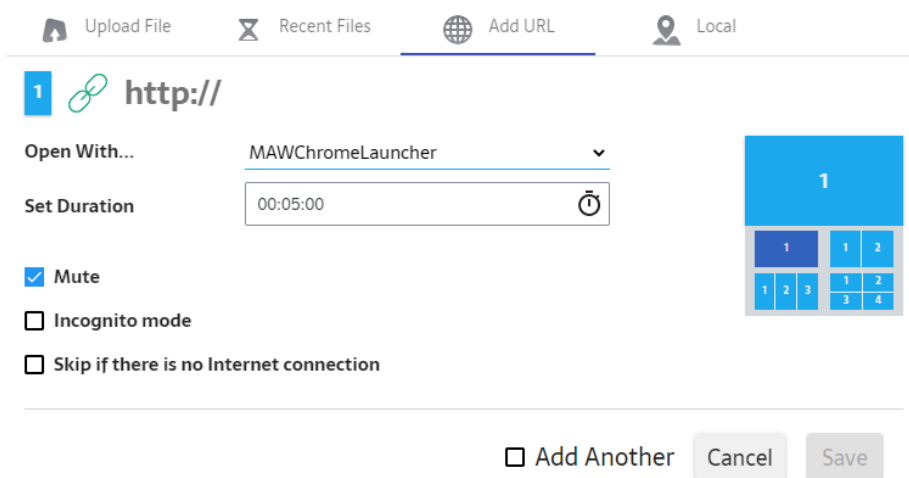 Upload File Recent Files Add URL Local
1 http://
Open With... MAWChromeLauncher
1
Set Duration 00:05:00
1 1 2
Mute
1 2 3 1 2
3 4
Incognito mode
Skip if there is no Internet connection
Add Another Cancel Save